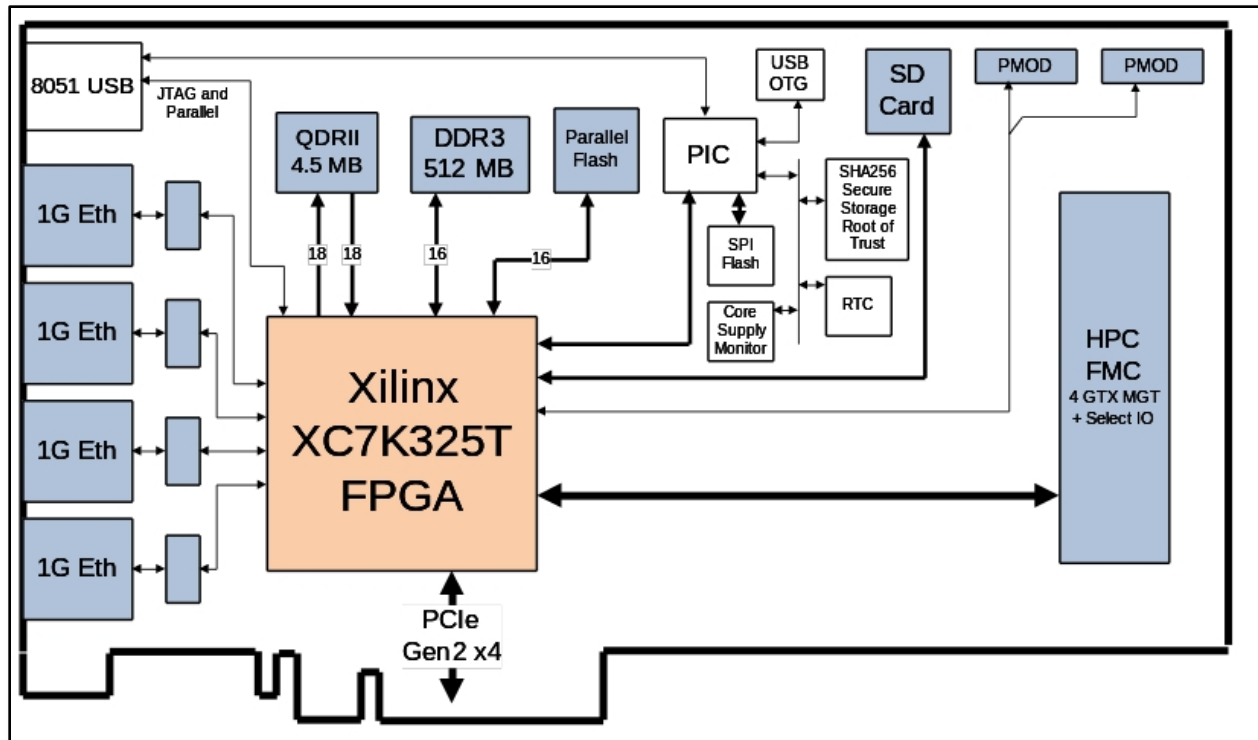 8051 USB
JTAG and
Parallel
QDRII
4.5 MB
DDR3
512 MB
Parallel
Flash
PIC
USB
OTG
SD
Card
PMOD
PMOD
SHA256
Secure
Storage
Root of
Trust
SPI
Flash
RTC
Core
Supply
Monitor
18
18
16
16
1G Eth
1G Eth
1G Eth
1G Eth
Xilinx
XC7K325T
FPGA
HPC
FMC
4 GTX MGT
+ Select IO
PCIe
Gen2 x4